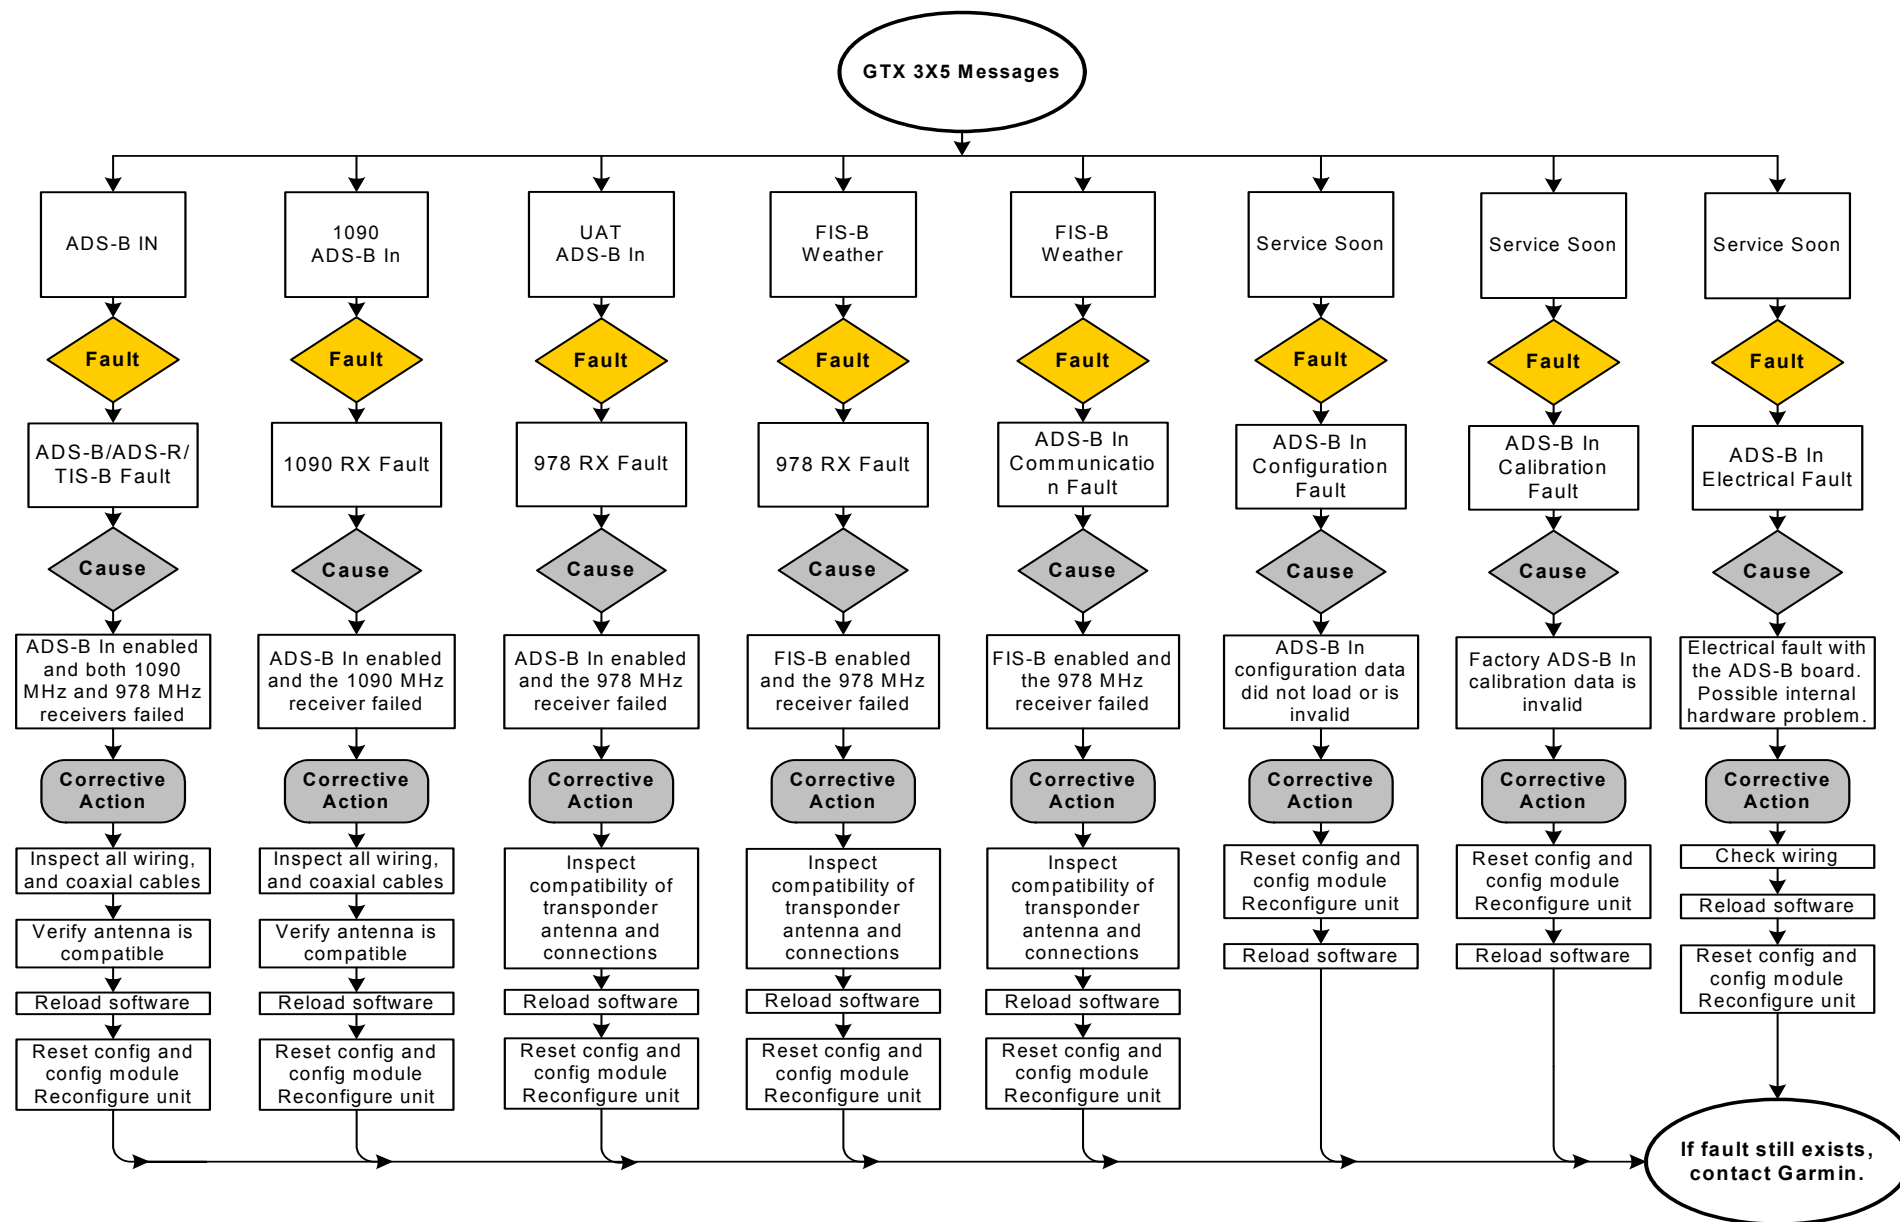 GTX 3X5 Messages
ADS-B IN
1090
ADS-B In
UAT
ADS-B In
FIS-B
Weather
FIS-B
Weather
Service Soon
Service Soon
Service Soon
Fault
Fault
Fault
Fault
Fault
Fault
Fault
Fault
ADS-B/ADS-R/
TIS-B Fault
1090 RX Fault
978 RX Fault
978 RX Fault
ADS-B In
Communicatio
n Fault
ADS-B In
Configuration
Fault
ADS-B In
Calibration
Fault
ADS-B In
Electrical Fault
Cause
Cause
Cause
Cause
Cause
Cause
Cause
Cause
ADS-B In enabled
and both 1090
MHz and 978 MHz
receivers failed
ADS-B In enabled
and the 1090 MHz
receiver failed
ADS-B In enabled
and the 978 MHz
receiver failed
FIS-B enabled
and the 978 MHz
receiver failed
FIS-B enabled and
the 978 MHz
receiver failed
ADS-B In
configuration data
did not load or is
invalid
Factory ADS-B In
calibration data is
invalid
Electrical fault with
the ADS-B board.
Possible internal
hardware problem.
Corrective
Action
Corrective
Action
Corrective
Action
Corrective
Action
Corrective
Action
Corrective
Action
Corrective
Action
Corrective
Action
Inspect all wiring,
and coaxial cables
Verify antenna is
compatible
Reload software
Reset config and
config module
Reconfigure unit
Inspect all wiring,
and coaxial cables
Verify antenna is
compatible
Reload software
Reset config and
config module
Reconfigure unit
Inspect
compatibility of
transponder
antenna and
connections
Reload software
Reset config and
config module
Reconfigure unit
Inspect
compatibility of
transponder
antenna and
connections
Reload software
Reset config and
config module
Reconfigure unit
Inspect
compatibility of
transponder
antenna and
connections
Reload software
Reset config and
config module
Reconfigure unit
Reset config and
config module
Reconfigure unit
Reload software
Reset config and
config module
Reconfigure unit
Reload software
Check wiring
Reload software
Reset config and
config module
Reconfigure unit
If fault still exists,
contact Garmin.